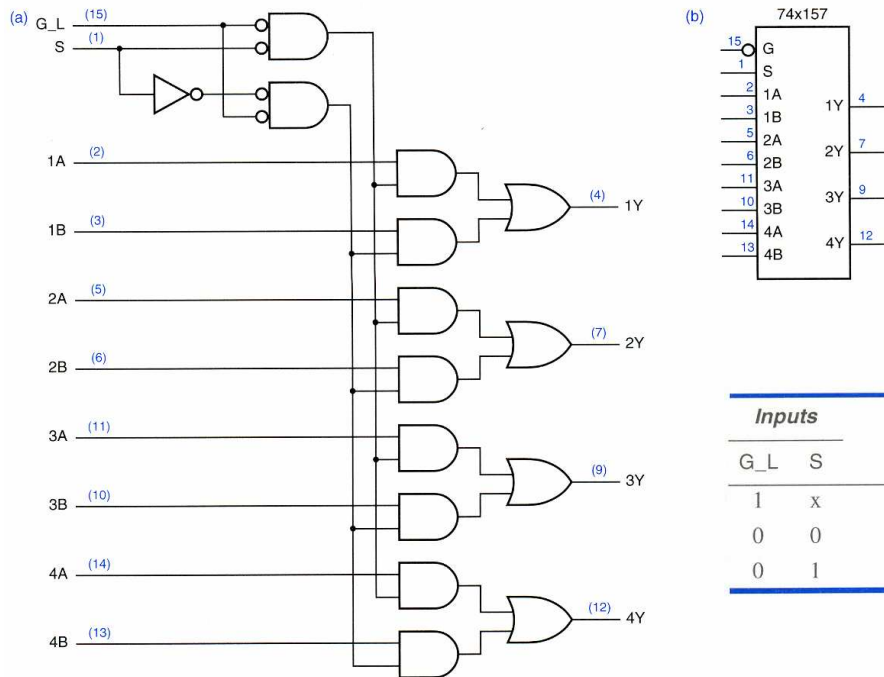 (a)
G_L (15)
S (1)
1A (2)
(4) 1Y
1B (3)
2A (5)
(7) 2Y
2B (6)
3A (11)
(9) 3Y
3B (10)
4A (14)
(12) 4Y
4B (13)
(b)
74x157
15 G
1 S
2 1A
3 1B
5 2A
6 2B
11 3A
10 3B
14 4A
13 4B
1Y 4
2Y 7
3Y 9
4Y 12
Inputs
G_L S
1 x
0 0
0 1